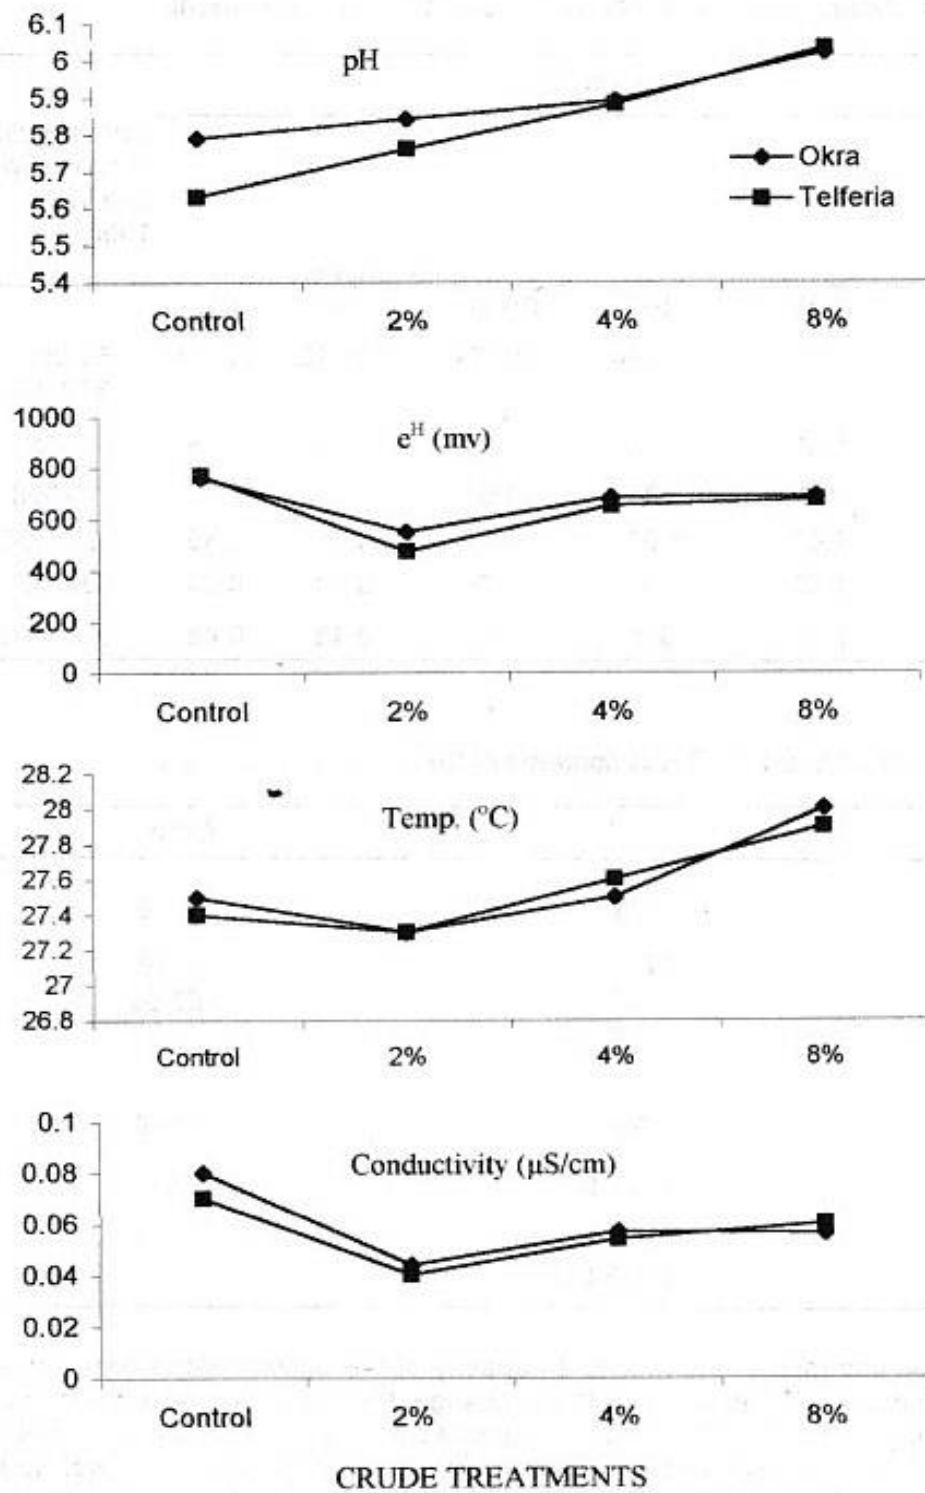 6.1
6
pH
5.9
5.8
Okra
5.7
Telferia
5.6
5.5
5.4
Control 2% 4% 8%
1000
eᴴ (mv)
800
600
400
200
0
Control 2% 4% 8%
28.2
28
Temp. (°C)
27.8
27.6
27.4
27.2
27
26.8
Control 2% 4% 8%
0.1
Conductivity (µS/cm)
0.08
0.06
0.04
0.02
0
Control 2% 4% 8%
CRUDE TREATMENTS